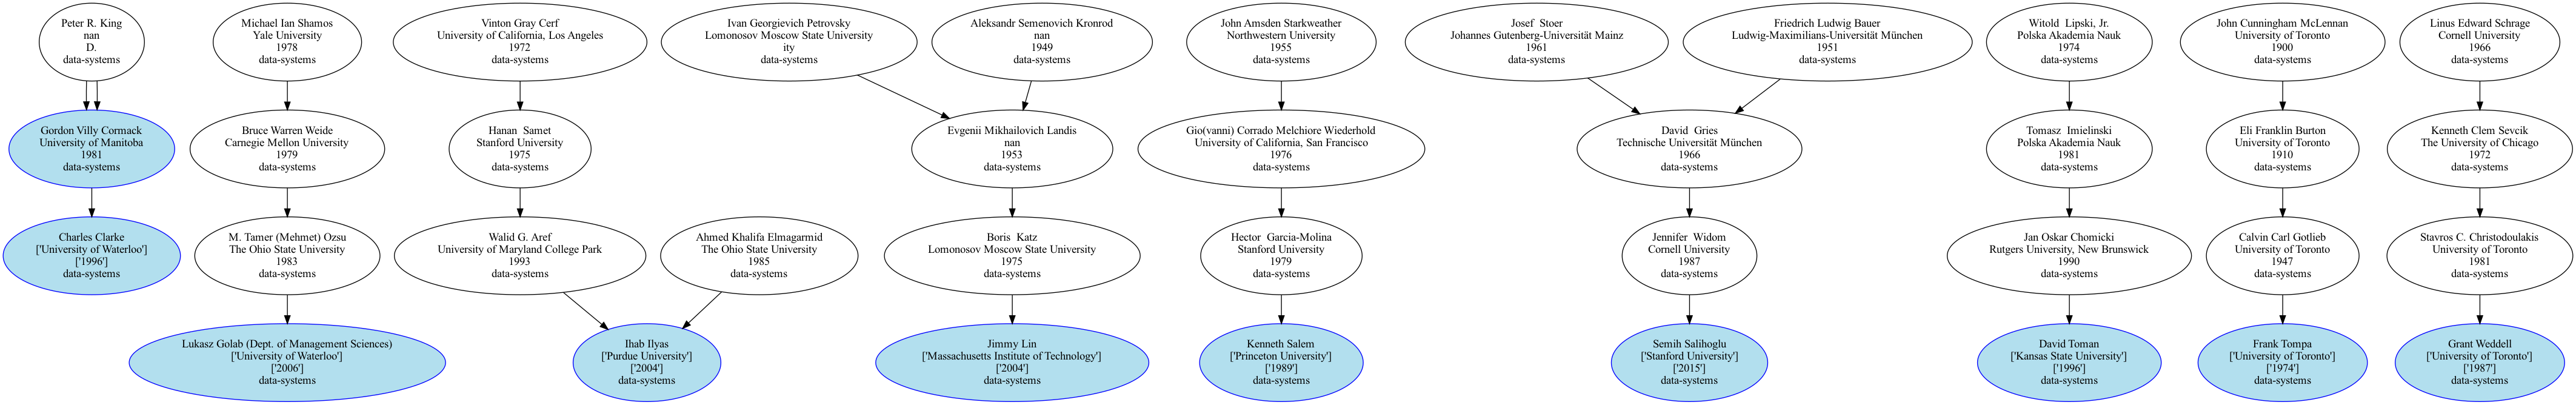 Peter R. King
nan
D.
data-systems
Michael Ian Shamos
Yale University
1978
data-systems
Vinton Gray Cerf
University of California, Los Angeles
1972
data-systems
Ivan Georgievich Petrovsky
Lomonosov Moscow State University
ity
data-systems
Aleksandr Semenovich Kronrod
nan
1949
data-systems
John Amsden Starkweather
Northwestern University
1955
data-systems
Josef  Stoer
Johannes Gutenberg-Universität Mainz
1961
data-systems
Friedrich Ludwig Bauer
Ludwig-Maximilians-Universität München
1951
data-systems
Witold  Lipski, Jr.
Polska Akademia Nauk
1974
data-systems
John Cunningham McLennan
University of Toronto
1900
data-systems
Linus Edward Schrage
Cornell University
1966
data-systems
Gordon Villy Cormack
University of Manitoba
1981
data-systems
Bruce Warren Weide
Carnegie Mellon University
1979
data-systems
Hanan  Samet
Stanford University
1975
data-systems
Evgenii Mikhailovich Landis
nan
1953
data-systems
Gio(vanni) Corrado Melchiore Wiederhold
University of California, San Francisco
1976
data-systems
David  Gries
Technische Universität München
1966
data-systems
Tomasz  Imielinski
Polska Akademia Nauk
1981
data-systems
Eli Franklin Burton
University of Toronto
1910
data-systems
Kenneth Clem Sevcik
The University of Chicago
1972
data-systems
Charles Clarke
['University of Waterloo']
['1996']
data-systems
M. Tamer (Mehmet) Ozsu
The Ohio State University
1983
data-systems
Walid G. Aref
University of Maryland College Park
1993
data-systems
Ahmed Khalifa Elmagarmid
The Ohio State University
1985
data-systems
Boris  Katz
Lomonosov Moscow State University
1975
data-systems
Hector  Garcia-Molina
Stanford University
1979
data-systems
Jennifer  Widom
Cornell University
1987
data-systems
Jan Oskar Chomicki
Rutgers University, New Brunswick
1990
data-systems
Calvin Carl Gotlieb
University of Toronto
1947
data-systems
Stavros C. Christodoulakis
University of Toronto
1981
data-systems
Lukasz Golab (Dept. of Management Sciences)
['University of Waterloo']
['2006']
data-systems
Ihab Ilyas
['Purdue University']
['2004']
data-systems
Jimmy Lin
['Massachusetts Institute of Technology']
['2004']
data-systems
Kenneth Salem
['Princeton University']
['1989']
data-systems
Semih Salihoglu
['Stanford University']
['2015']
data-systems
David Toman
['Kansas State University']
['1996']
data-systems
Frank Tompa
['University of Toronto']
['1974']
data-systems
Grant Weddell
['University of Toronto']
['1987']
data-systems